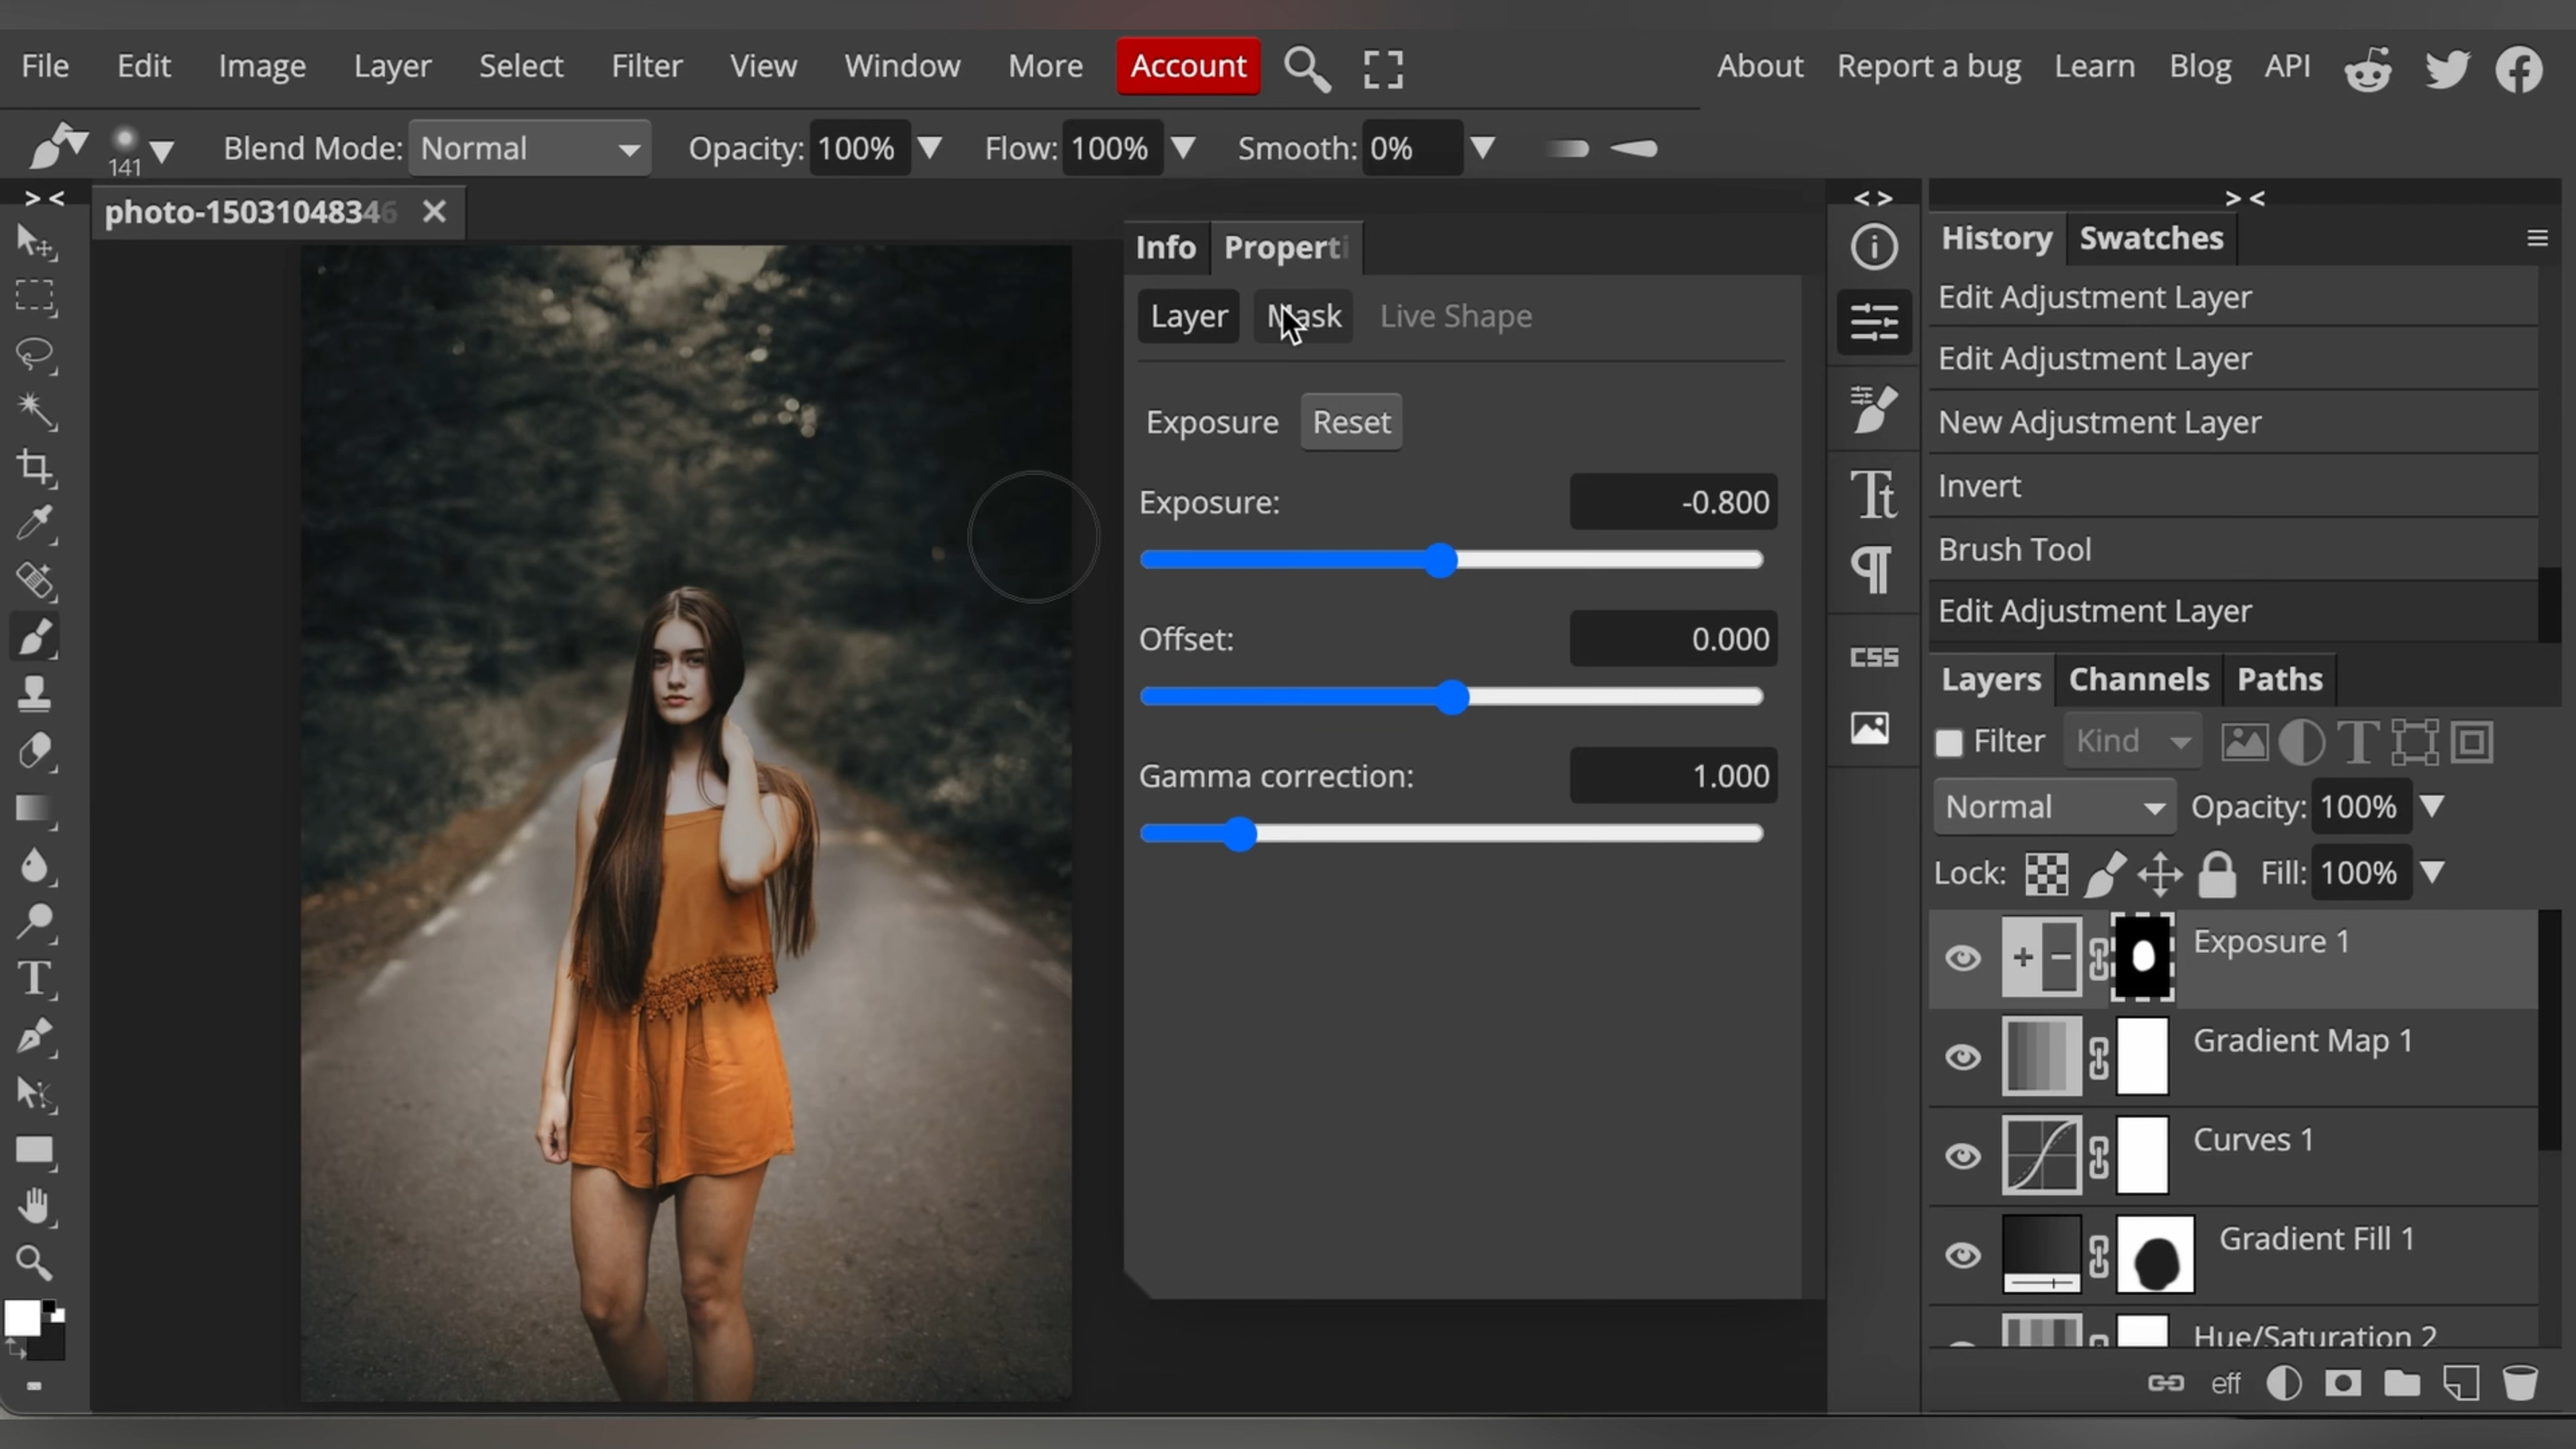 File Edit Image Layer Select Filter View Window More Account About Report a bug Learn Blog API
141 Blend Mode: Normal Opacity: 100% Flow: 100% Smooth: 0%
> < photo-150310483446 × < > > <
Info Properti
History Swatches
Layer Mask Live Shape
Edit Adjustment Layer
Edit Adjustment Layer
Exposure Reset
New Adjustment Layer
Exposure: -0.800
Invert
Brush Tool
Offset: 0.000
Edit Adjustment Layer
CSS
Layers Channels Paths
Filter Kind
Gamma correction: 1.000
Normal Opacity: 100%
Lock: Fill: 100%
Exposure 1
Gradient Map 1
Curves 1
Gradient Fill 1
Hue/Saturation 2
eff